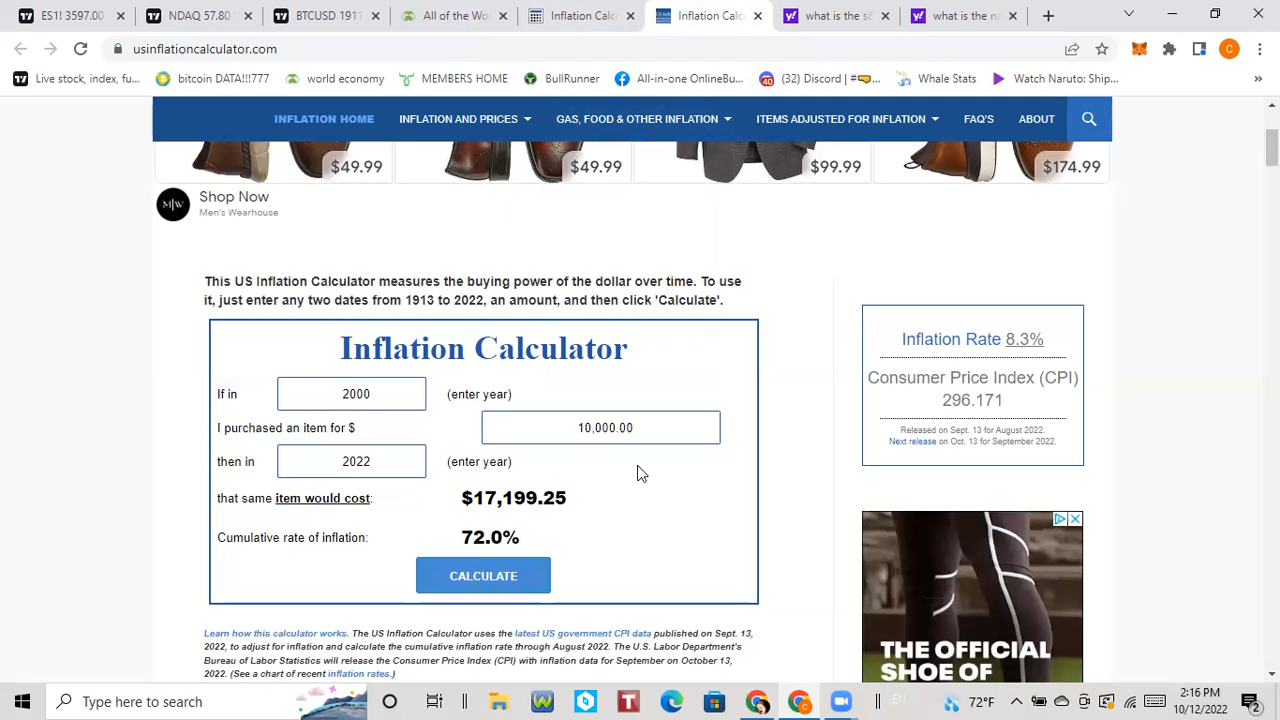 ES1! 3593.0
NDAQ 57.81
BTCUSD 191
All of the Wor
Inflation Calc
Inflation Calc
what is the s&
what is the na
usinflationcalculator.com
C
Live stock, index, fu...
bitcoin DATA!!!777
world economy
MEMBERS HOME
BullRunner
All-in-one OnlineBu...
(32) Discord | #
Whale Stats
Watch Naruto: Ship...
INFLATION HOME
INFLATION AND PRICES
GAS, FOOD & OTHER INFLATION
ITEMS ADJUSTED FOR INFLATION
FAQ'S
ABOUT
$49.99
$49.99
$99.99
$174.99
M|W
Shop Now
Men's Wearhouse
This US Inflation Calculator measures the buying power of the dollar over time. To use
it, just enter any two dates from 1913 to 2022, an amount, and then click 'Calculate'.
Inflation Calculator
If in 2000 (enter year)
I purchased an item for $ 10,000.00
then in 2022 (enter year)
that same item would cost: $17,199.25
Cumulative rate of inflation: 72.0%
CALCULATE
Learn how this calculator works. The US Inflation Calculator uses the latest US government CPI data published on Sept. 13,
2022, to adjust for inflation and calculate the cumulative inflation rate through August 2022. The U.S. Labor Department's
Bureau of Labor Statistics will release the Consumer Price Index (CPI) with inflation data for September on October 13,
2022. (See a chart of recent inflation rates.)
Inflation Rate 8.3%
Consumer Price Index (CPI)
296.171
Released on Sept. 13 for August 2022.
Next release on Oct. 13 for September 2022.
THE OFFICIAL
SHOE OF
Type here to search
72°F
2:16 PM
10/12/2022
2